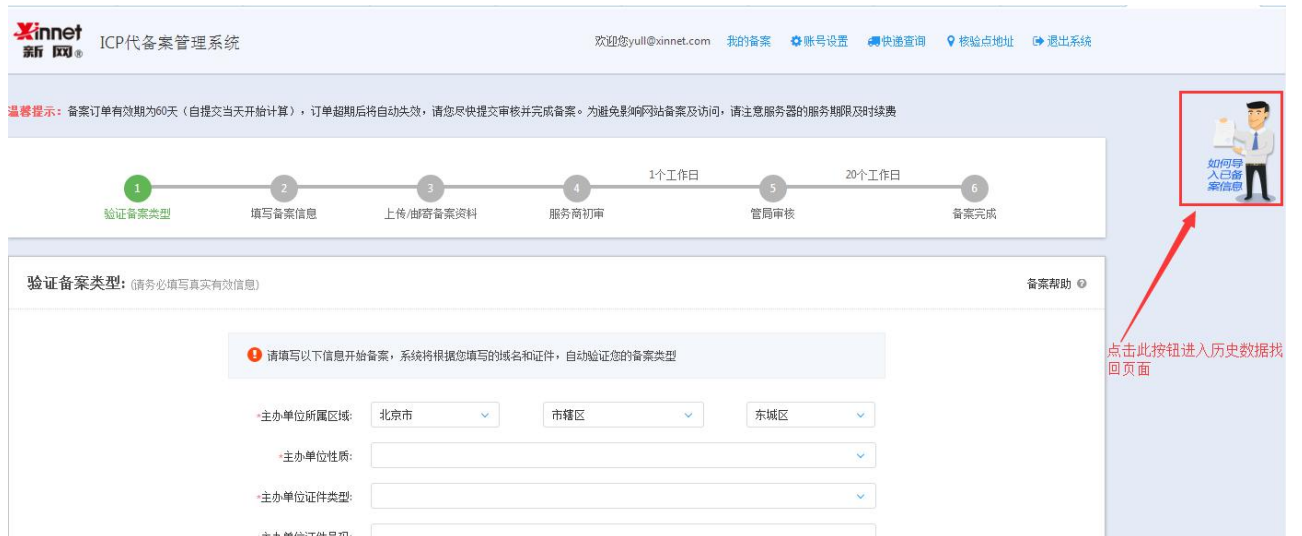 Xinnet
新 网® ICP代备案管理系统 欢迎您yull@xinnet.com 我的备案 账号设置 快递查询 核验点地址 退出系统
温馨提示：备案订单有效期为60天（自提交当天开始计算），订单超期后将自动失效，请您尽快提交审核并完成备案。为避免影响网站备案及访问，请注意服务器的服务期限及时续费
如何导
入已备
案信息
1个工作日 20个工作日
1 2 3 4 5 6
验证备案类型 填写备案信息 上传/邮寄备案资料 服务商初审 管局审核 备案完成
验证备案类型: (请务必填写真实有效信息) 备案帮助
请填写以下信息开始备案，系统将根据您填写的域名和证件，自动验证您的备案类型
点击此按钮进入历史数据找
回页面
*主办单位所属区域: 北京市 市辖区 东城区
*主办单位性质:
*主办单位证件类型: